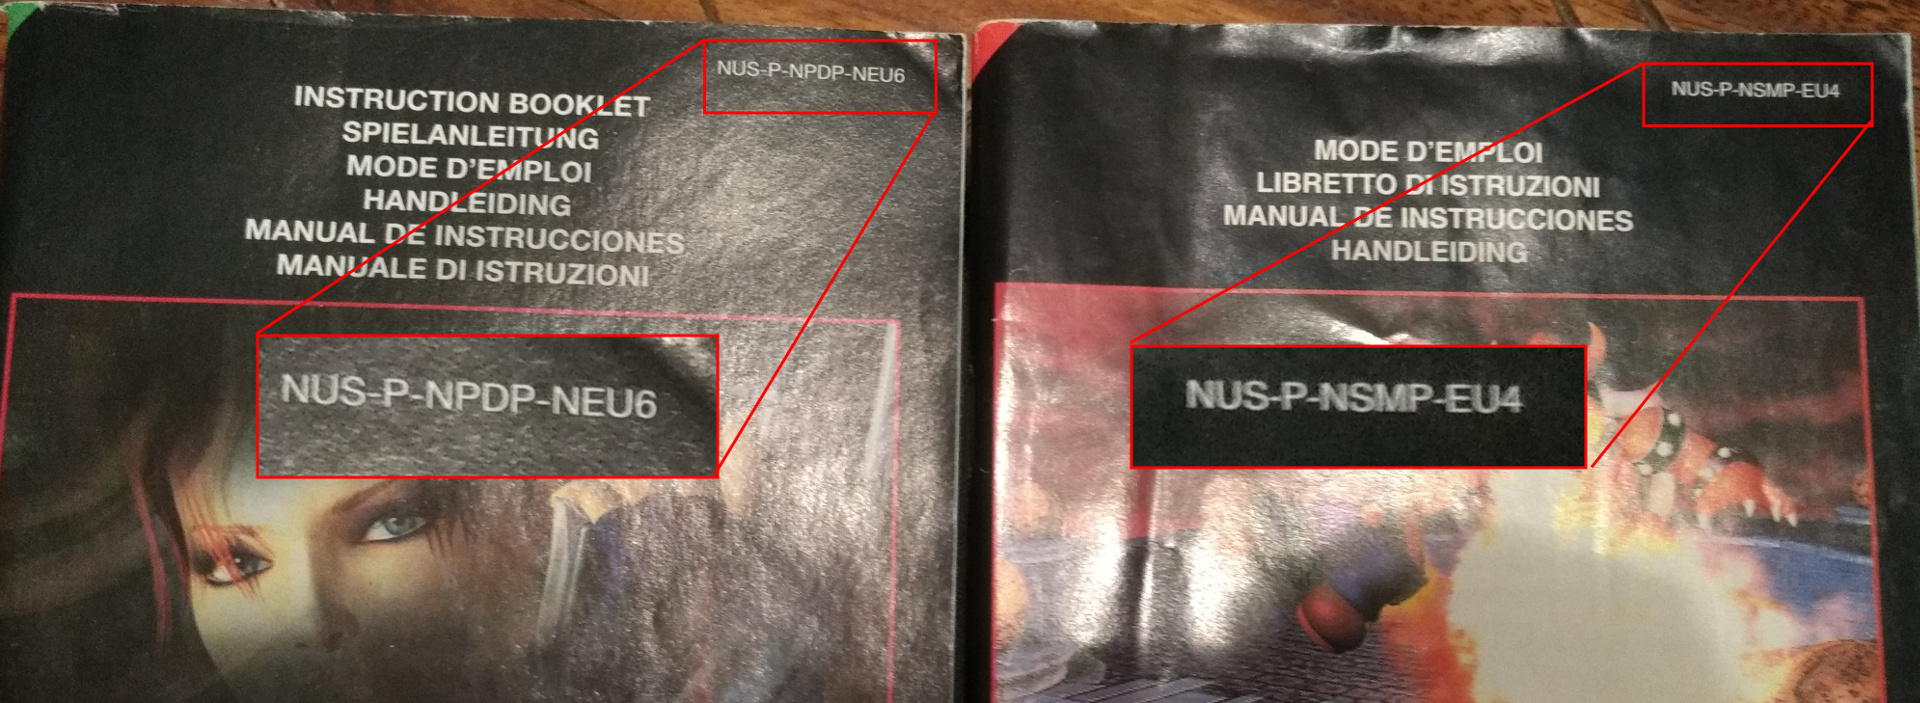 NUS-P-NPDP-NEU6
INSTRUCTION BOOKLET
SPIELANLEITUNG
MODE D'EMPLOI
HANDLEIDING
MANUAL DE INSTRUCCIONES
MANUALE DI ISTRUZIONI
NUS-P-NPDP-NEU6
NUS-P-NSMP-EU4
MODE D'EMPLOI
LIBRETTO DI ISTRUZIONI
MANUAL DE INSTRUCCIONES
HANDLEIDING
NUS-P-NSMP-EU4